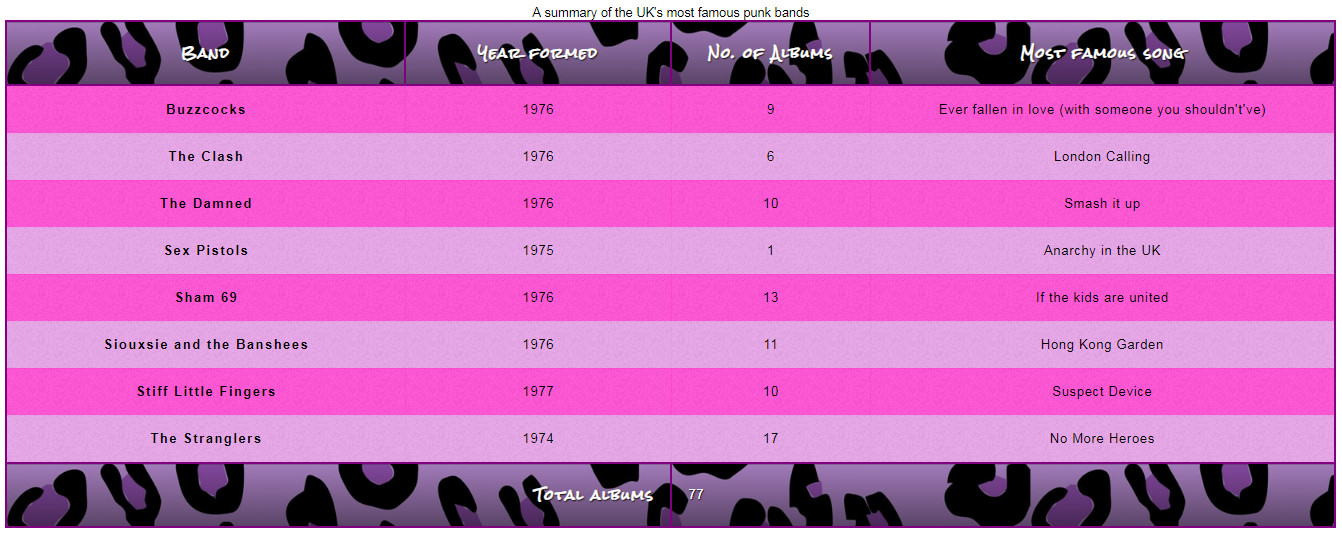 A summary of the UK's most famous punk bands
Band Year formed No. of Albums Most famous song
Buzzcocks 1976 9 Ever fallen in love (with someone you shouldn't've)
The Clash 1976 6 London Calling
The Damned 1976 10 Smash it up
Sex Pistols 1975 1 Anarchy in the UK
Sham 69 1976 13 If the kids are united
Siouxsie and the Banshees 1976 11 Hong Kong Garden
Stiff Little Fingers 1977 10 Suspect Device
The Stranglers 1974 17 No More Heroes
Total albums 77